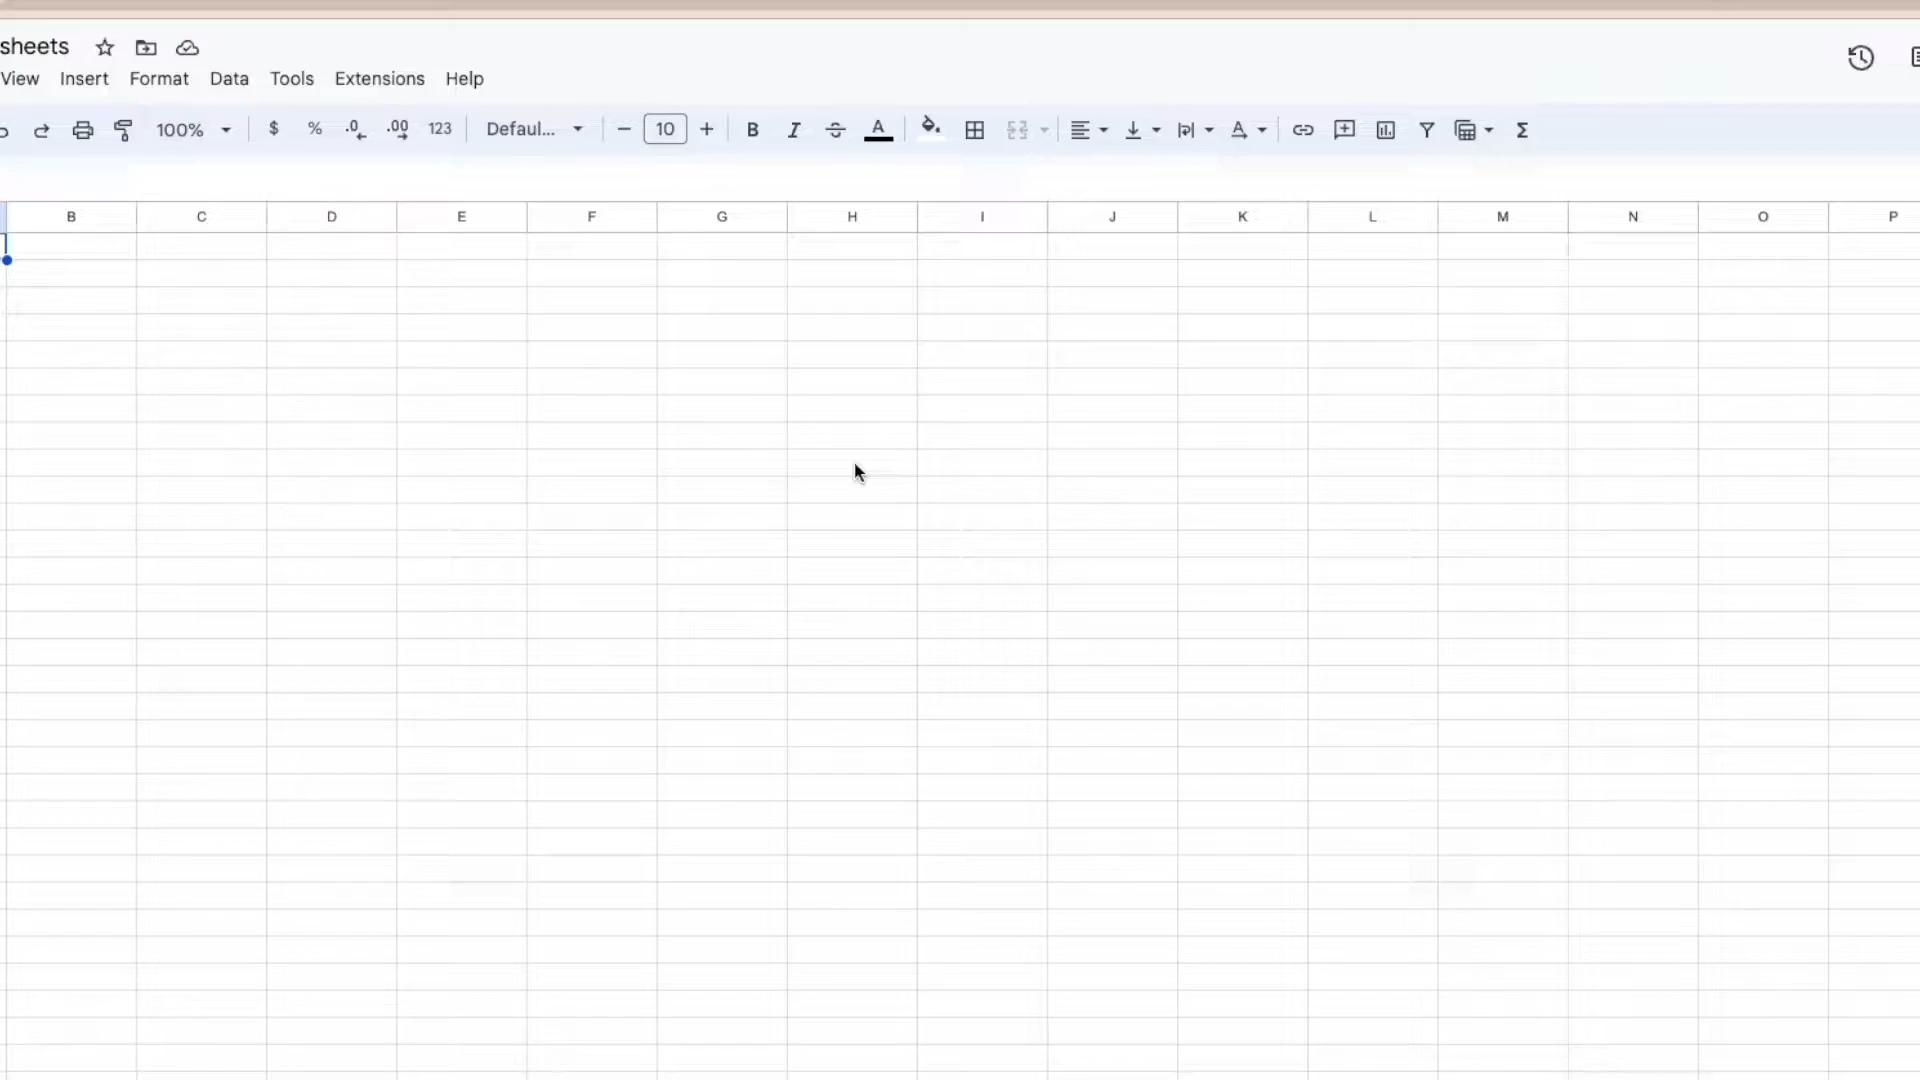 sheets
View Insert Format Data Tools Extensions Help
100% $ % .0 .00 123 Defaul... − 10 + B I S A Σ
B C D E F G H I J K L M N O P